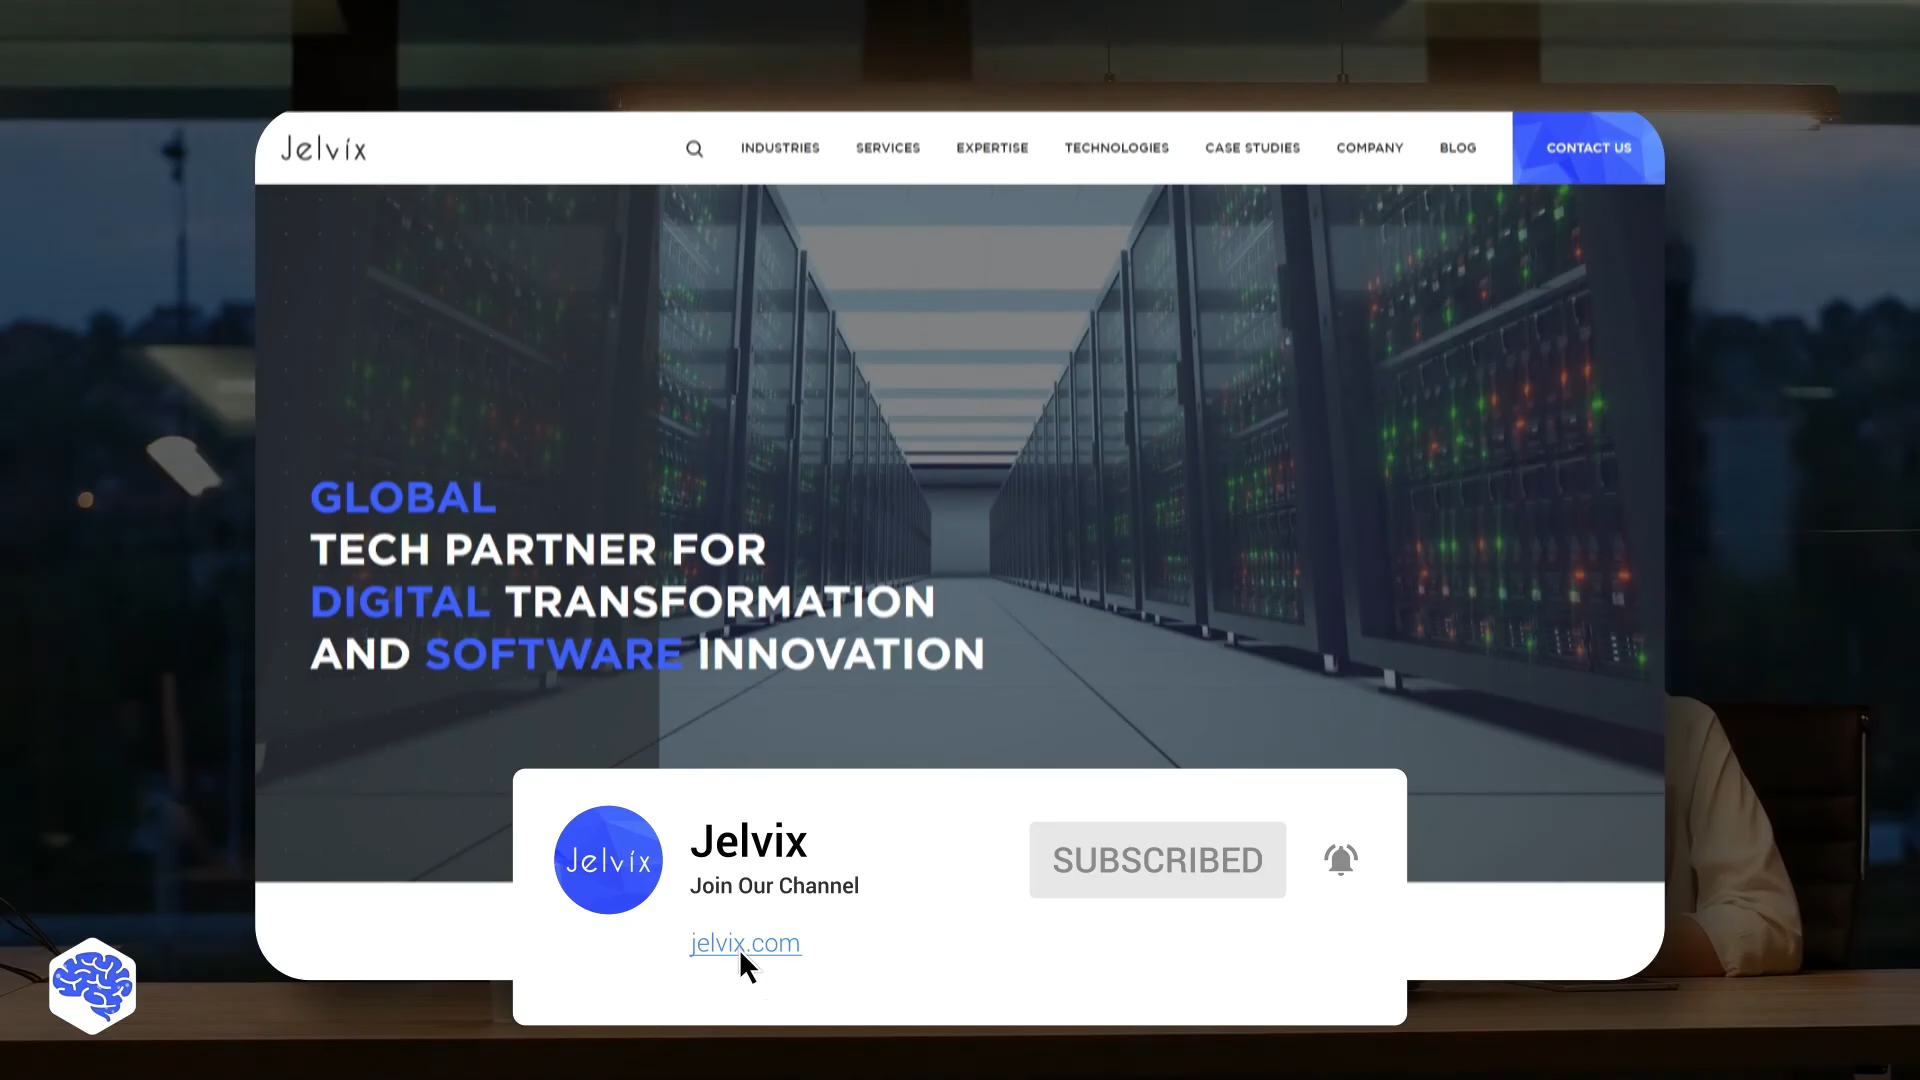 Jelvix
INDUSTRIES SERVICES EXPERTISE TECHNOLOGIES CASE STUDIES COMPANY BLOG CONTACT US
GLOBAL
TECH PARTNER FOR
DIGITAL TRANSFORMATION
AND SOFTWARE INNOVATION
Jelvix
Jelvix
Join Our Channel
SUBSCRIBED
jelvix.com